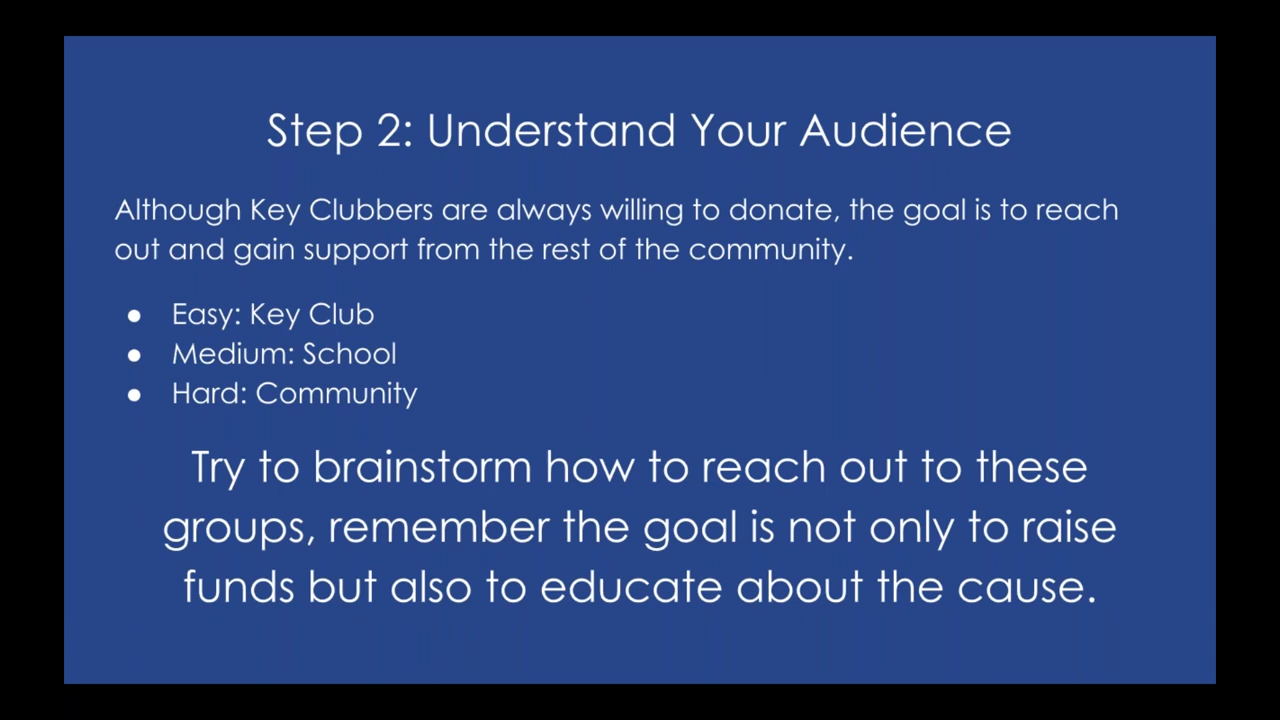 Step 2: Understand Your Audience
Although Key Clubbers are always willing to donate, the goal is to reach
out and gain support from the rest of the community.
● Easy: Key Club
● Medium: School
● Hard: Community
Try to brainstorm how to reach out to these
groups, remember the goal is not only to raise
funds but also to educate about the cause.